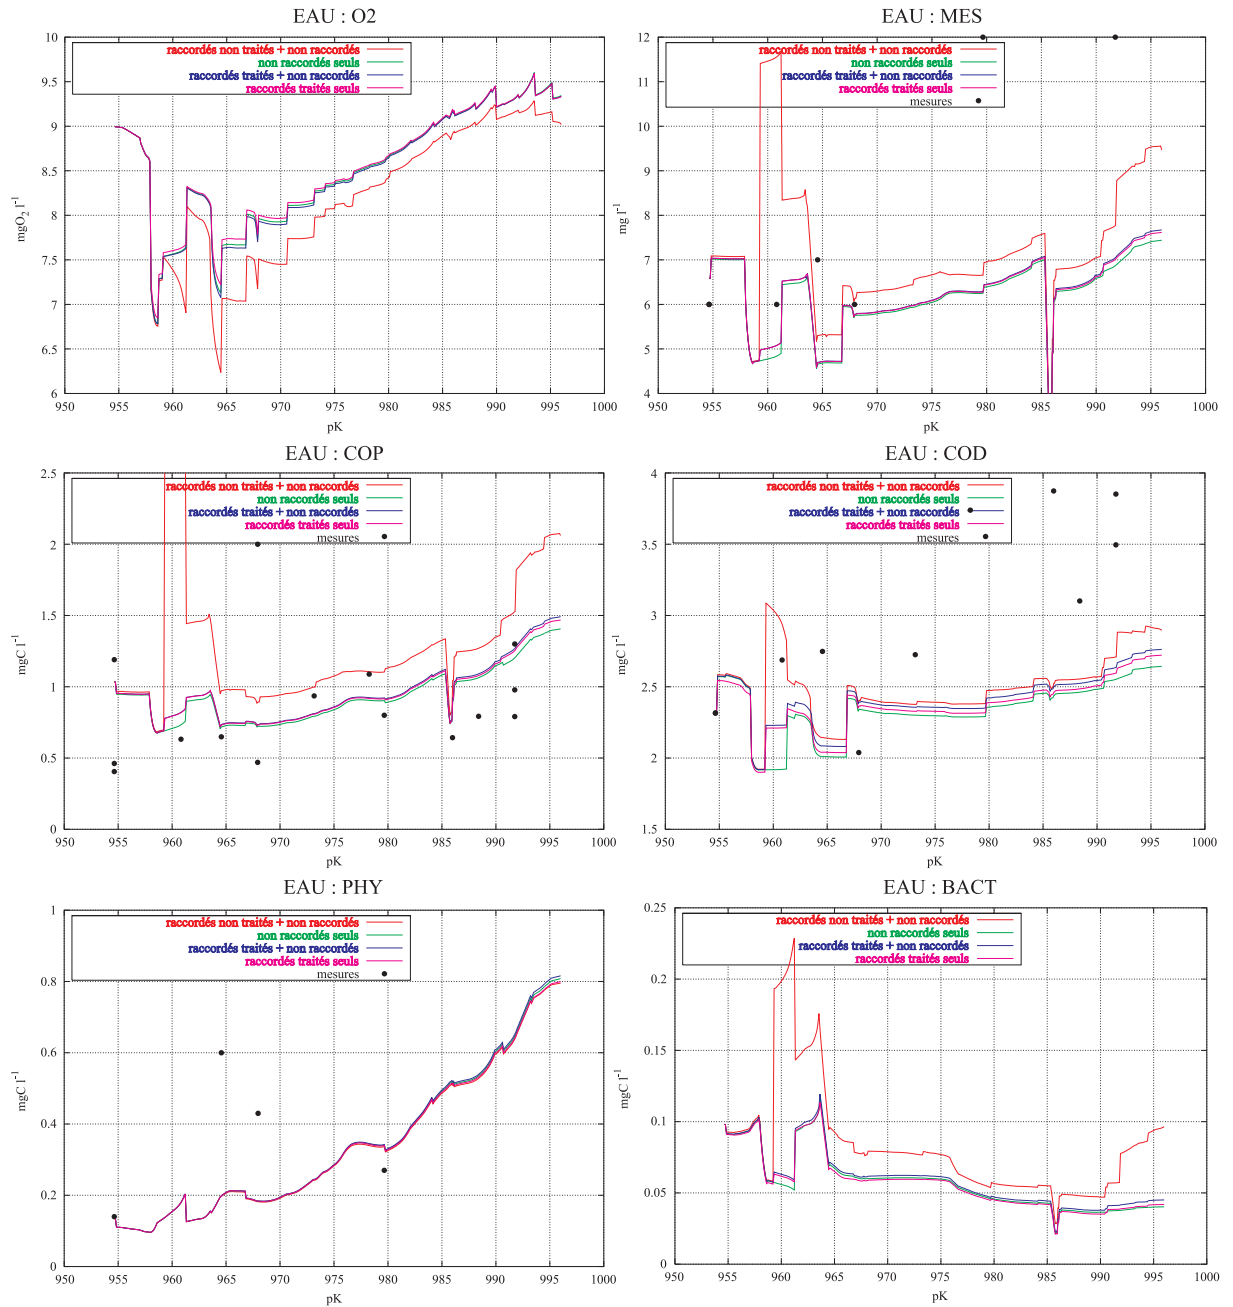 EAU : O2
raccordés non traités + non raccordés
non raccordés seuls
raccordés traités + non raccordés
raccordés traités seuls
10
9.5
9
8.5
8
7.5
7
6.5
6
mgO2 l-1
950 955 960 965 970 975 980 985 990 995 1000
pK
EAU : MES
raccordés non traités + non raccordés
non raccordés seuls
raccordés traités + non raccordés
raccordés traités seuls
mesures
12
11
10
9
8
7
6
5
4
mg l-1
950 955 960 965 970 975 980 985 990 995 1000
pK
EAU : COP
raccordés non traités + non raccordés
non raccordés seuls
raccordés traités + non raccordés
raccordés traités seuls
mesures
2.5
2
1.5
1
0.5
0
mgC l-1
950 955 960 965 970 975 980 985 990 995 1000
pK
EAU : COD
raccordés non traités + non raccordés
non raccordés seuls
raccordés traités + non raccordés
raccordés traités seuls
mesures
4
3.5
3
2.5
2
1.5
mgC l-1
950 955 960 965 970 975 980 985 990 995 1000
pK
EAU : PHY
raccordés non traités + non raccordés
non raccordés seuls
raccordés traités + non raccordés
raccordés traités seuls
mesures
1
0.8
0.6
0.4
0.2
0
mgC l-1
950 955 960 965 970 975 980 985 990 995 1000
pK
EAU : BACT
raccordés non traités + non raccordés
non raccordés seuls
raccordés traités + non raccordés
raccordés traités seuls
0.25
0.2
0.15
0.1
0.05
0
mgC l-1
950 955 960 965 970 975 980 985 990 995 1000
pK